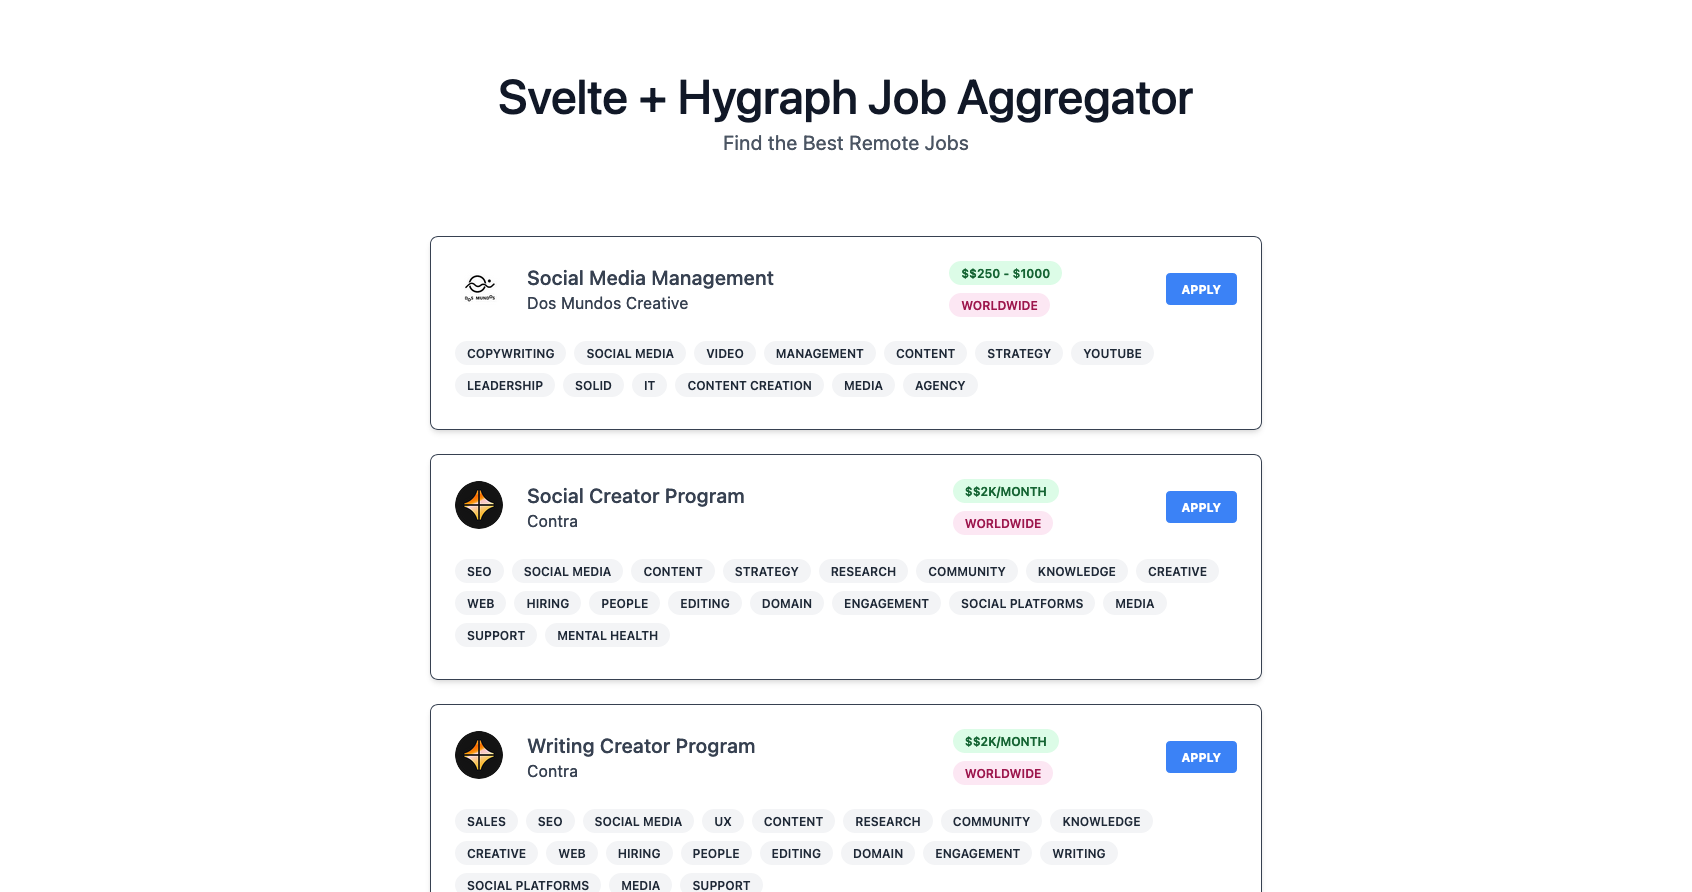 Svelte + Hygraph Job Aggregator
Find the Best Remote Jobs
DOS MUNDOS
Social Media Management
Dos Mundos Creative
$$250 - $1000
WORLDWIDE
APPLY
COPYWRITING SOCIAL MEDIA VIDEO MANAGEMENT CONTENT STRATEGY YOUTUBE
LEADERSHIP SOLID IT CONTENT CREATION MEDIA AGENCY
Social Creator Program
Contra
$$2K/MONTH
WORLDWIDE
APPLY
SEO SOCIAL MEDIA CONTENT STRATEGY RESEARCH COMMUNITY KNOWLEDGE CREATIVE
WEB HIRING PEOPLE EDITING DOMAIN ENGAGEMENT SOCIAL PLATFORMS MEDIA
SUPPORT MENTAL HEALTH
Writing Creator Program
Contra
$$2K/MONTH
WORLDWIDE
APPLY
SALES SEO SOCIAL MEDIA UX CONTENT RESEARCH COMMUNITY KNOWLEDGE
CREATIVE WEB HIRING PEOPLE EDITING DOMAIN ENGAGEMENT WRITING
SOCIAL PLATFORMS MEDIA SUPPORT